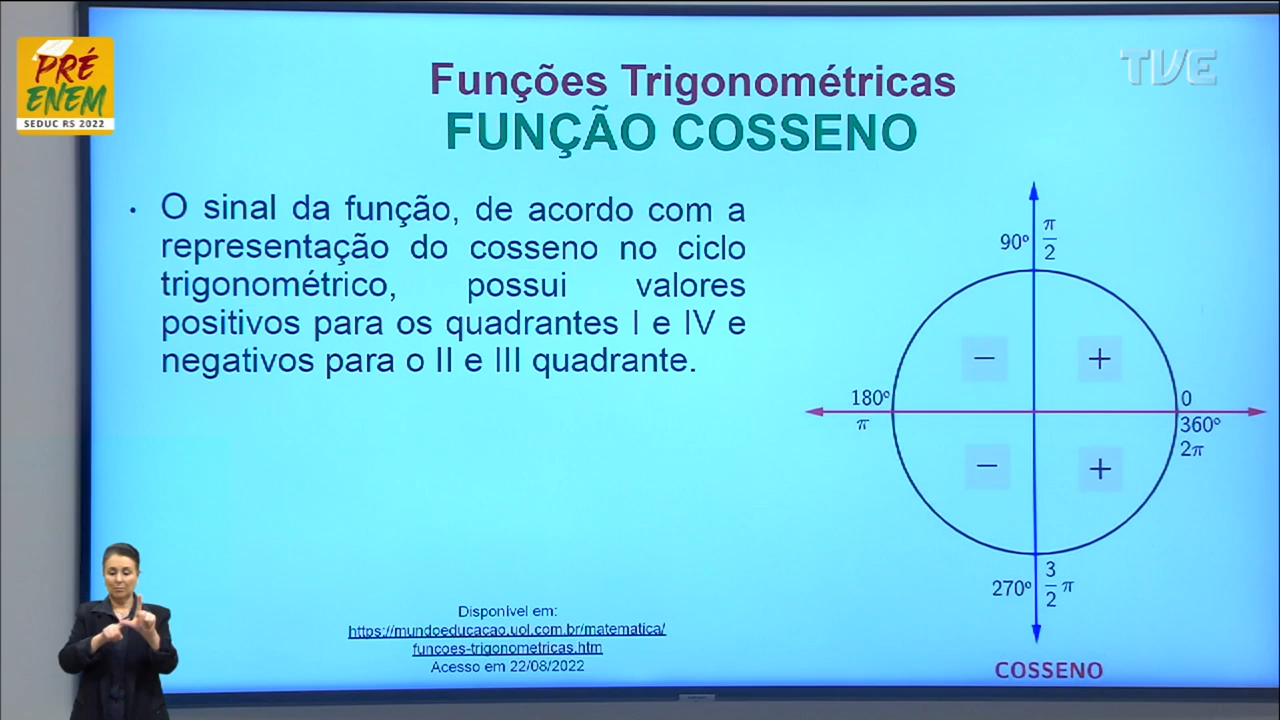 PRÉ
ENEM
SEDUC RS 2022
TVE
Funções Trigonométricas
FUNÇÃO COSSENO
• O sinal da função, de acordo com a
representação do cosseno no ciclo
trigonométrico, possui valores
positivos para os quadrantes I e IV e
negativos para o II e III quadrante.
90º π/2
− +
180º 0
π 360º
2π
− +
270º 3/2 π
COSSENO
Disponível em:
https://mundoeducacao.uol.com.br/matematica/
funcoes-trigonometricas.htm
Acesso em 22/08/2022